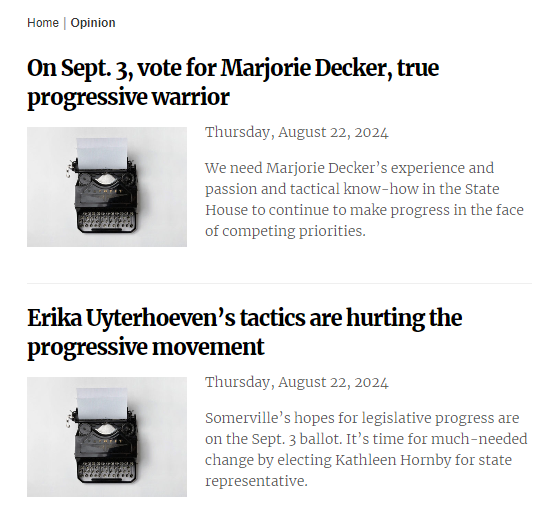 Home | Opinion
On Sept. 3, vote for Marjorie Decker, true
progressive warrior
Thursday, August 22, 2024
We need Marjorie Decker’s experience and
passion and tactical know-how in the State
House to continue to make progress in the face
of competing priorities.
Erika Uyterhoeven’s tactics are hurting the
progressive movement
Thursday, August 22, 2024
Somerville’s hopes for legislative progress are
on the Sept. 3 ballot. It’s time for much-needed
change by electing Kathleen Hornby for state
representative.